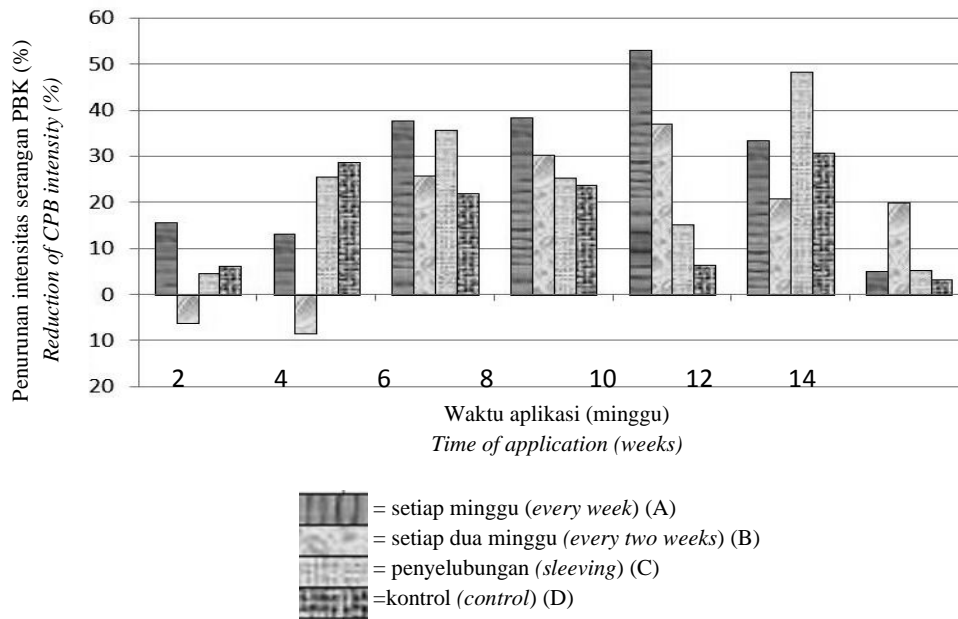 60
50
40
30
20
10
0
10
20
Penurunan intensitas serangan PBK (%)
Reduction of CPB intensity (%)
2 4 6 8 10 12 14
Waktu aplikasi (minggu)
Time of application (weeks)
= setiap minggu (every week) (A)
= setiap dua minggu (every two weeks) (B)
= penyelubungan (sleeving) (C)
=kontrol (control) (D)